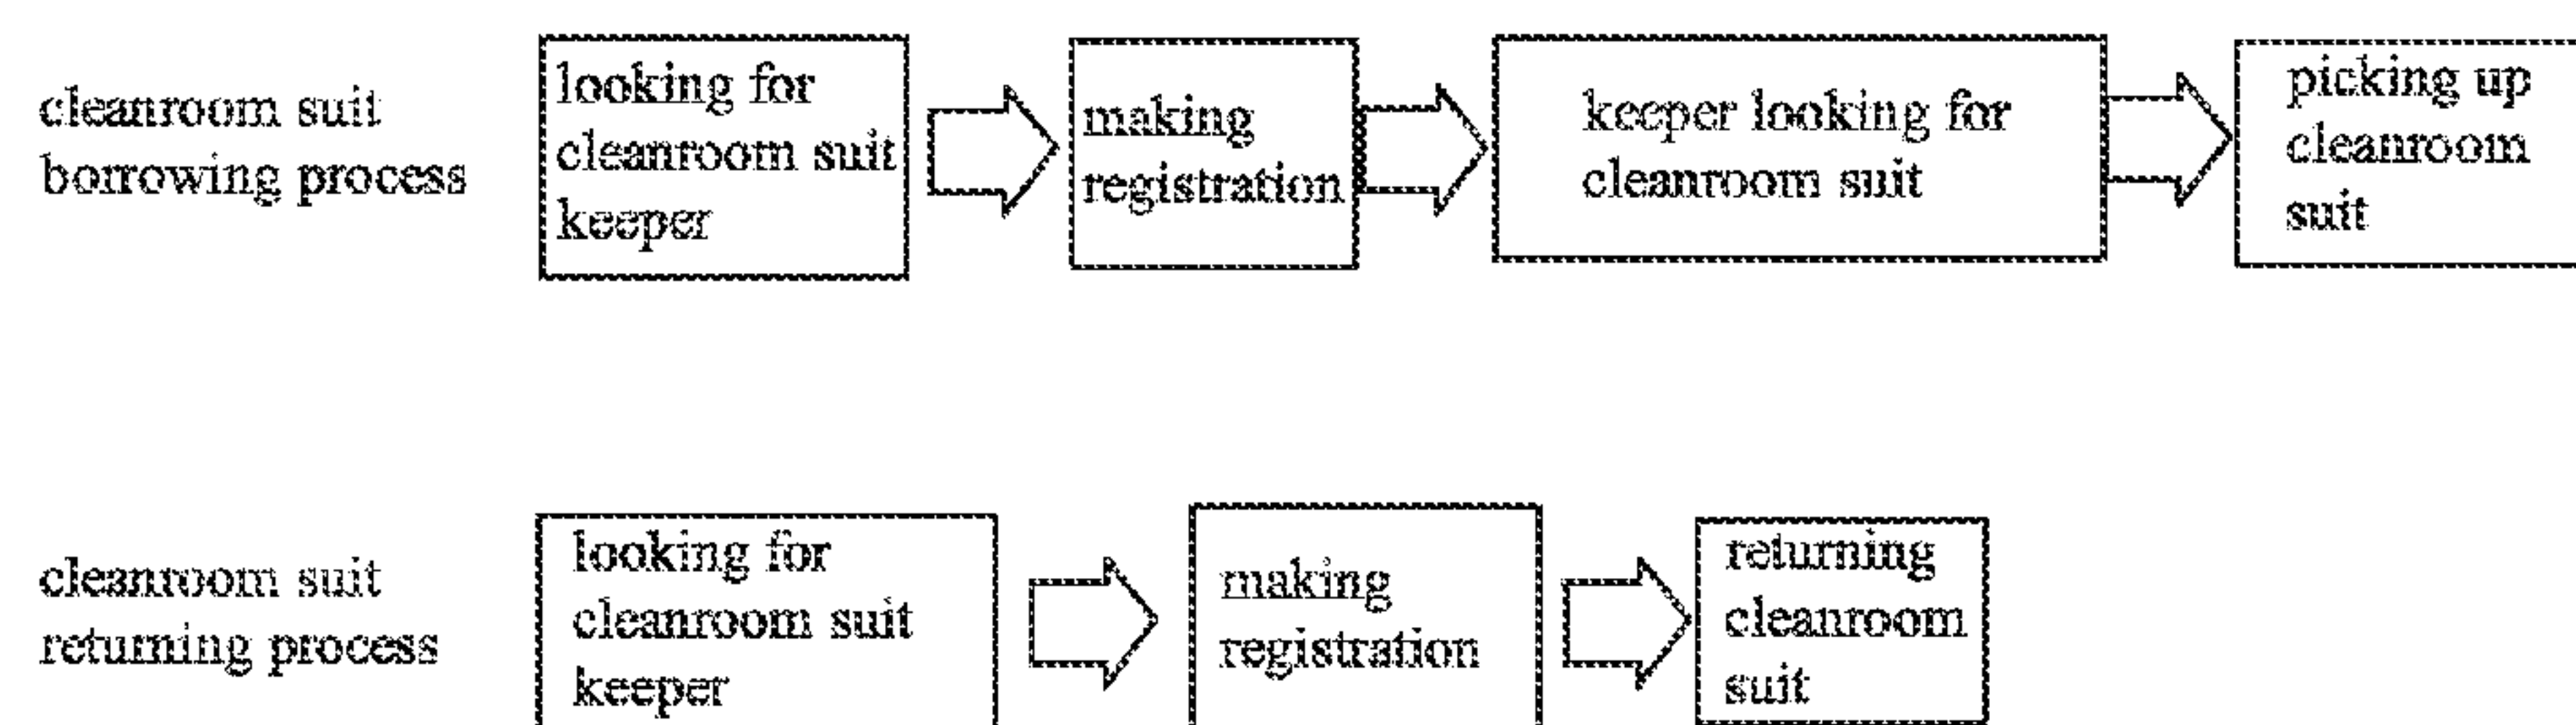 cleanroom suit
borrowing process
looking for
cleanroom suit
keeper
making
registration
keeper looking for
cleanroom suit
picking up
cleanroom
suit
cleanroom suit
returning process
looking for
cleanroom suit
keeper
making
registration
returning
cleanroom
suit